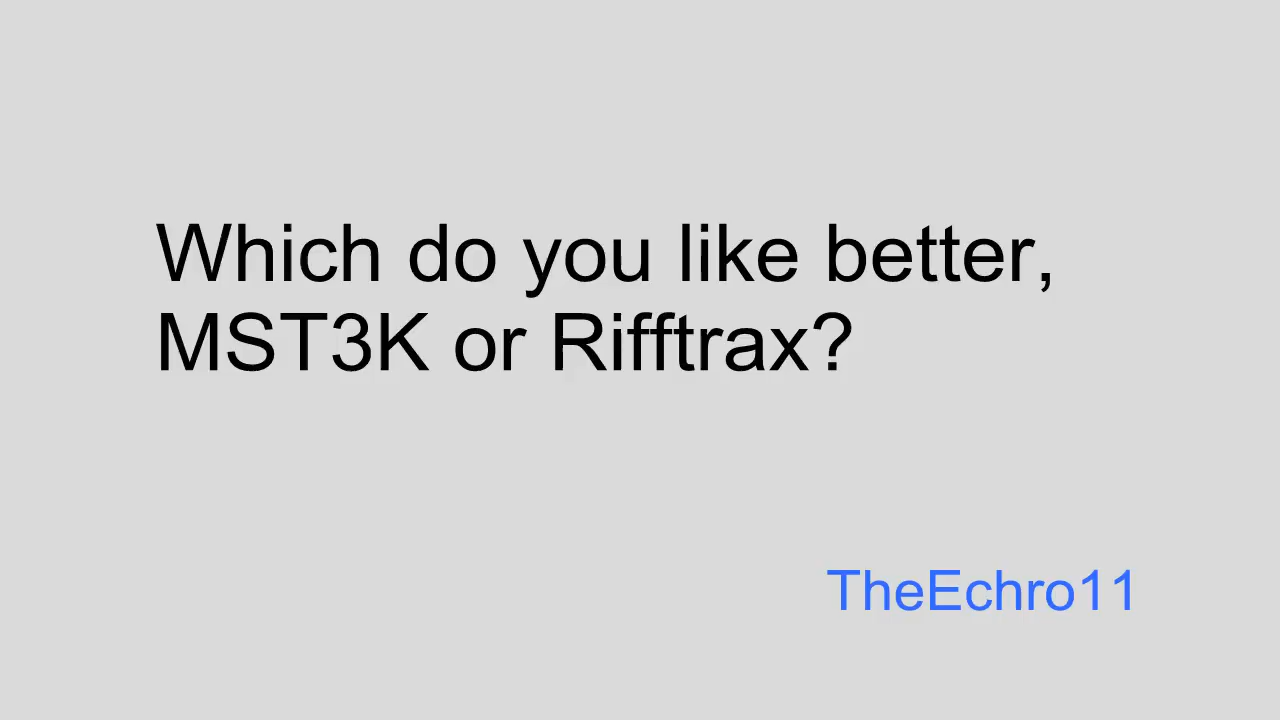 Which do you like better,
MST3K or Rifftrax?
TheEchro11